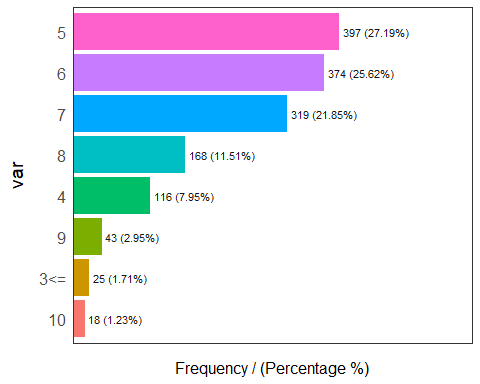 5 397 (27.19%)
6 374 (25.62%)
7 319 (21.85%)
8 168 (11.51%)
4 116 (7.95%)
9 43 (2.95%)
3<= 25 (1.71%)
10 18 (1.23%)
var
Frequency / (Percentage %)